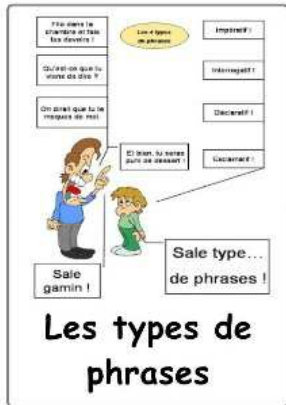 File dans ta
chambre et fais
tes devoirs !
Les 4 types
de phrases
Impératif !
Qu'est-ce que tu
viens de dire ?
Interrogatif !
On dirait que tu te
moques de moi.
Déclaratif !
Et bien, tu seras
puni de dessert !
Exclamatif !
Sale
gamin !
Sale type...
de phrases !
Les types de
phrases